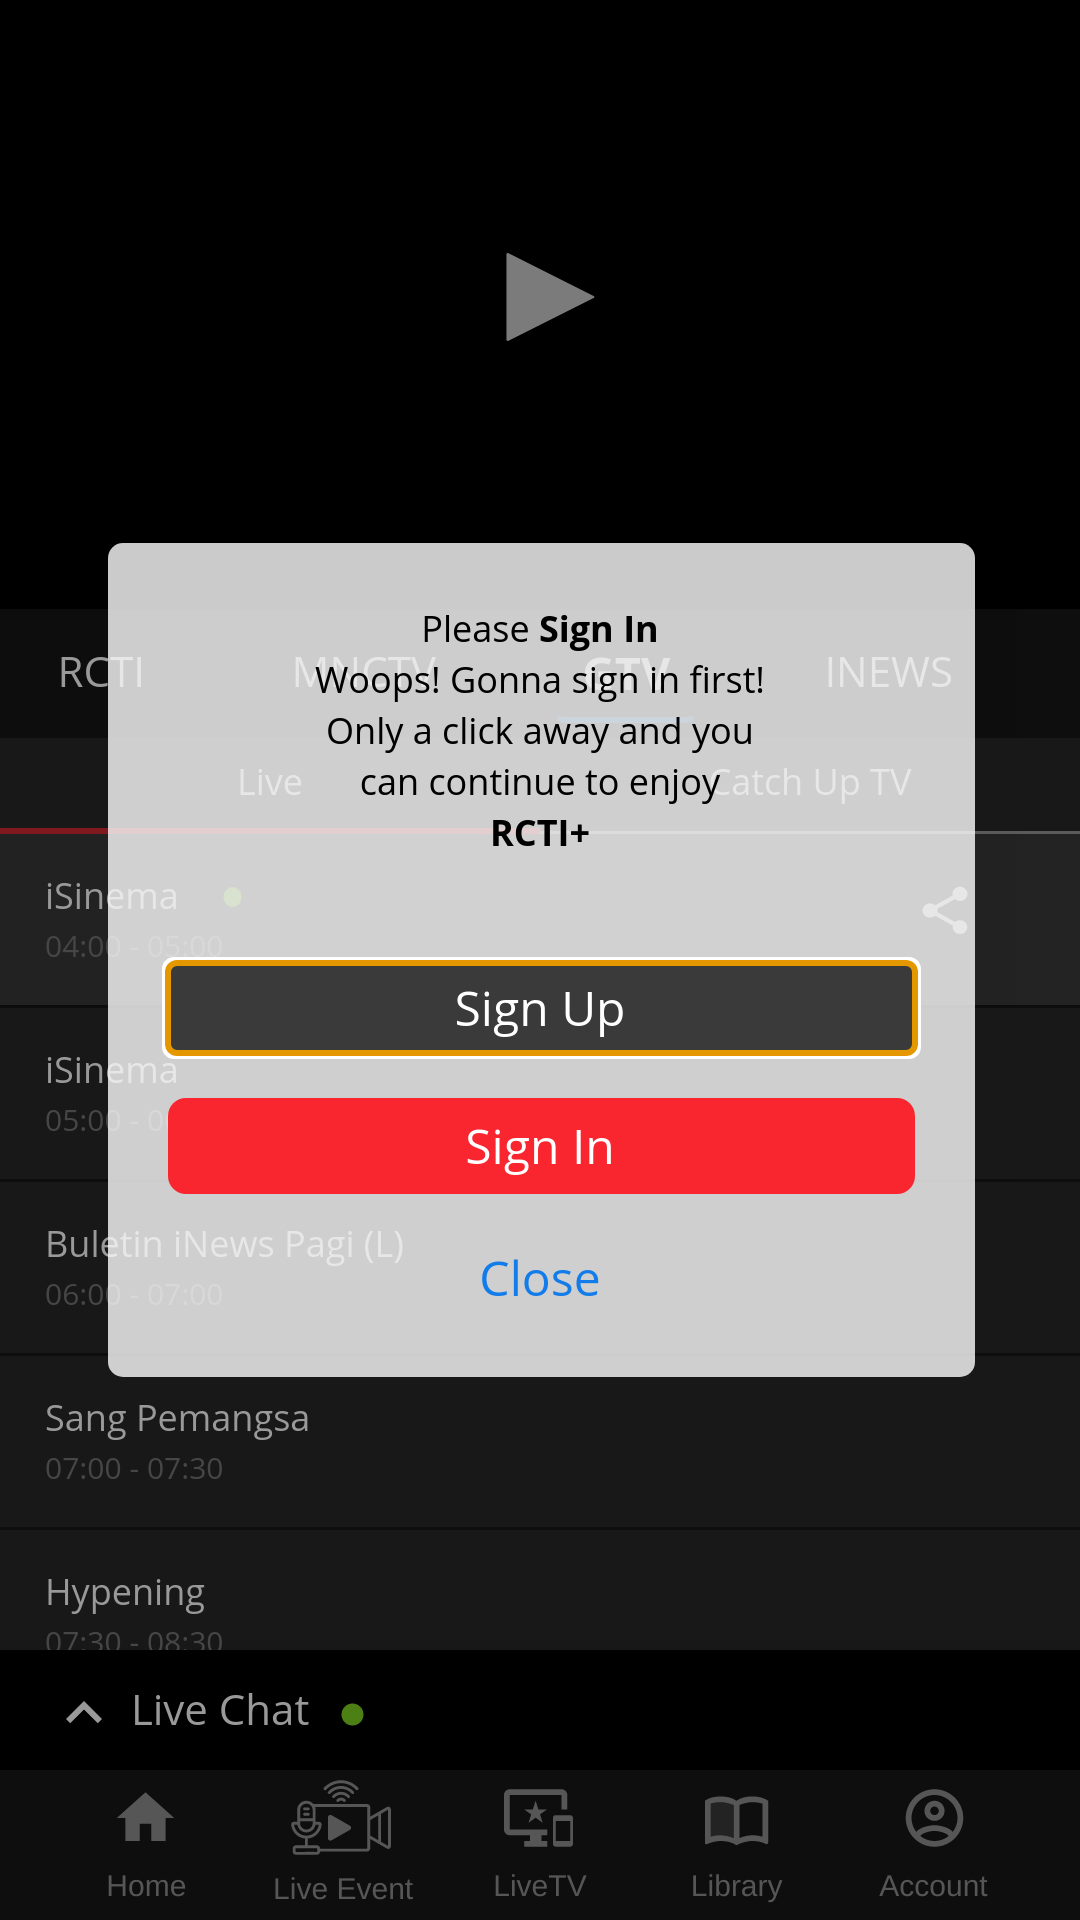 RCTI MNCTV GTV INEWS
Please Sign In
Woops! Gonna sign in first!
Only a click away and you
can continue to enjoy
RCTI+
Live Catch Up TV
iSinema
04:00 - 05:00
Sign Up
iSinema
05:00 - 0
Sign In
Buletin iNews Pagi (L)
06:00 - 07:00
Close
Sang Pemangsa
07:00 - 07:30
Hypening
07:30 - 08:30
Live Chat
Home Live Event LiveTV Library Account